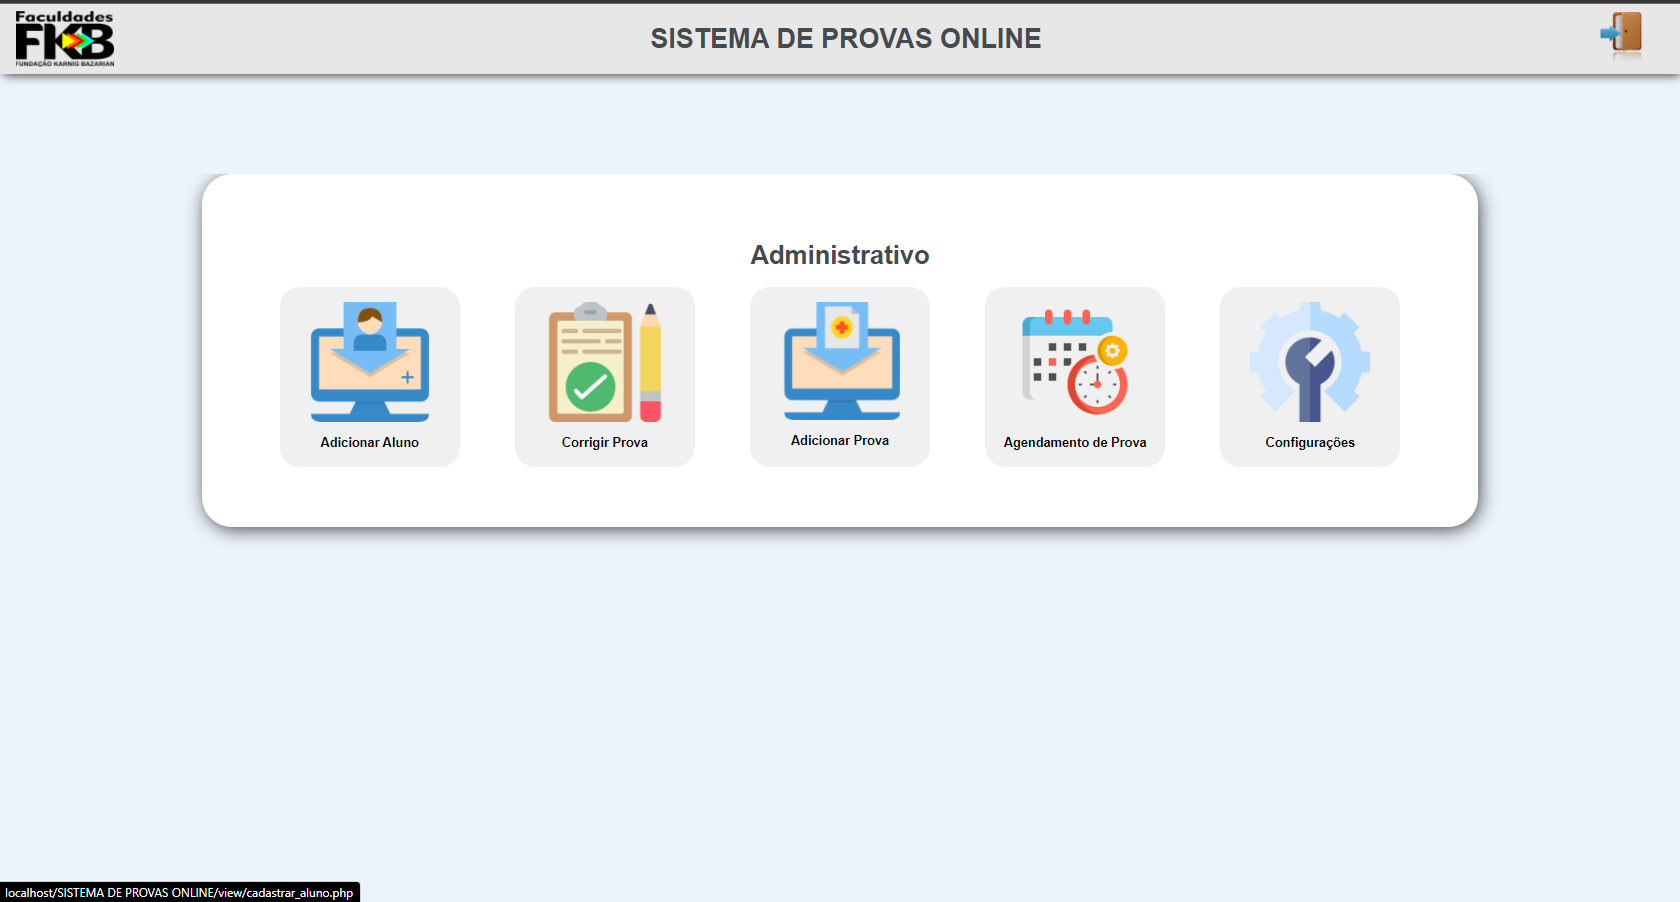 Faculdades
FKB
FUNDAÇÃO KARNIG BAZARIAN
SISTEMA DE PROVAS ONLINE
Administrativo
Adicionar Aluno
Corrigir Prova
Adicionar Prova
Agendamento de Prova
Configurações
localhost/SISTEMA DE PROVAS ONLINE/view/cadastrar_aluno.php